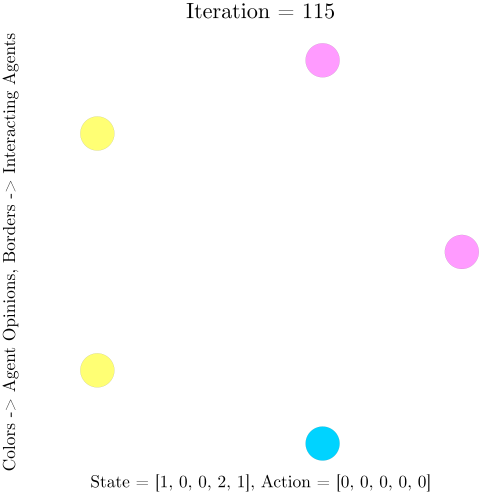 Iteration = 115
Colors -> Agent Opinions, Borders -> Interacting Agents
State = [1, 0, 0, 2, 1], Action = [0, 0, 0, 0, 0]